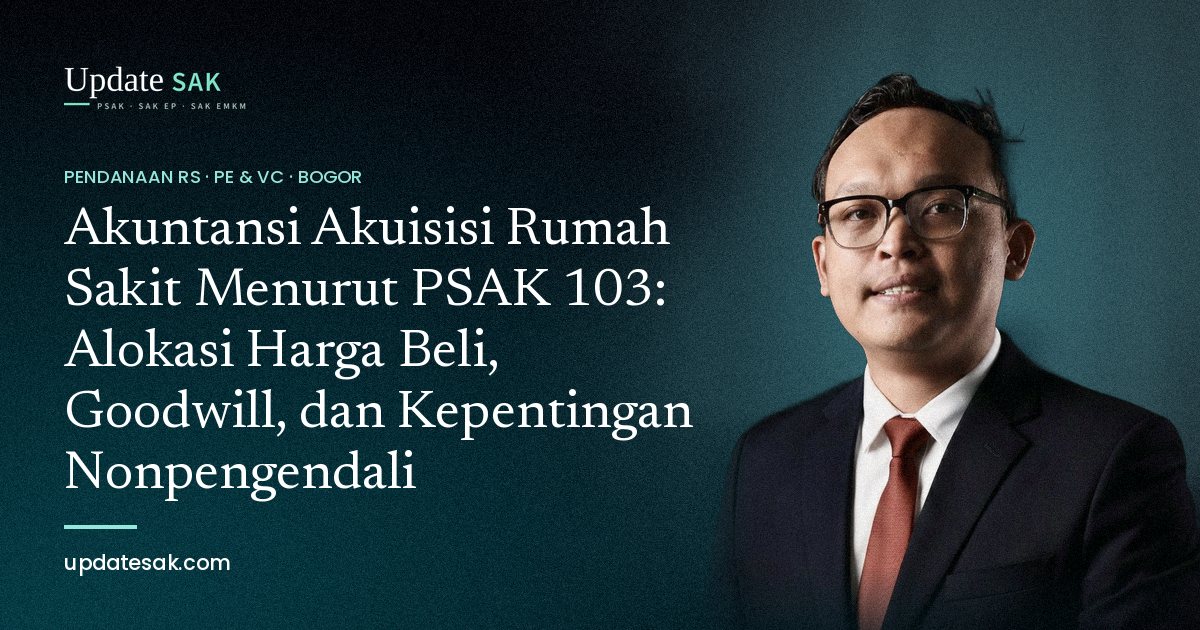 Update SAK
PSAK · SAK EP · SAK EMKM
PENDANAAN RS · PE & VC · BOGOR
Akuntansi Akuisisi Rumah
Sakit Menurut PSAK 103:
Alokasi Harga Beli,
Goodwill, dan Kepentingan
Nonpengendali
updatesak.com